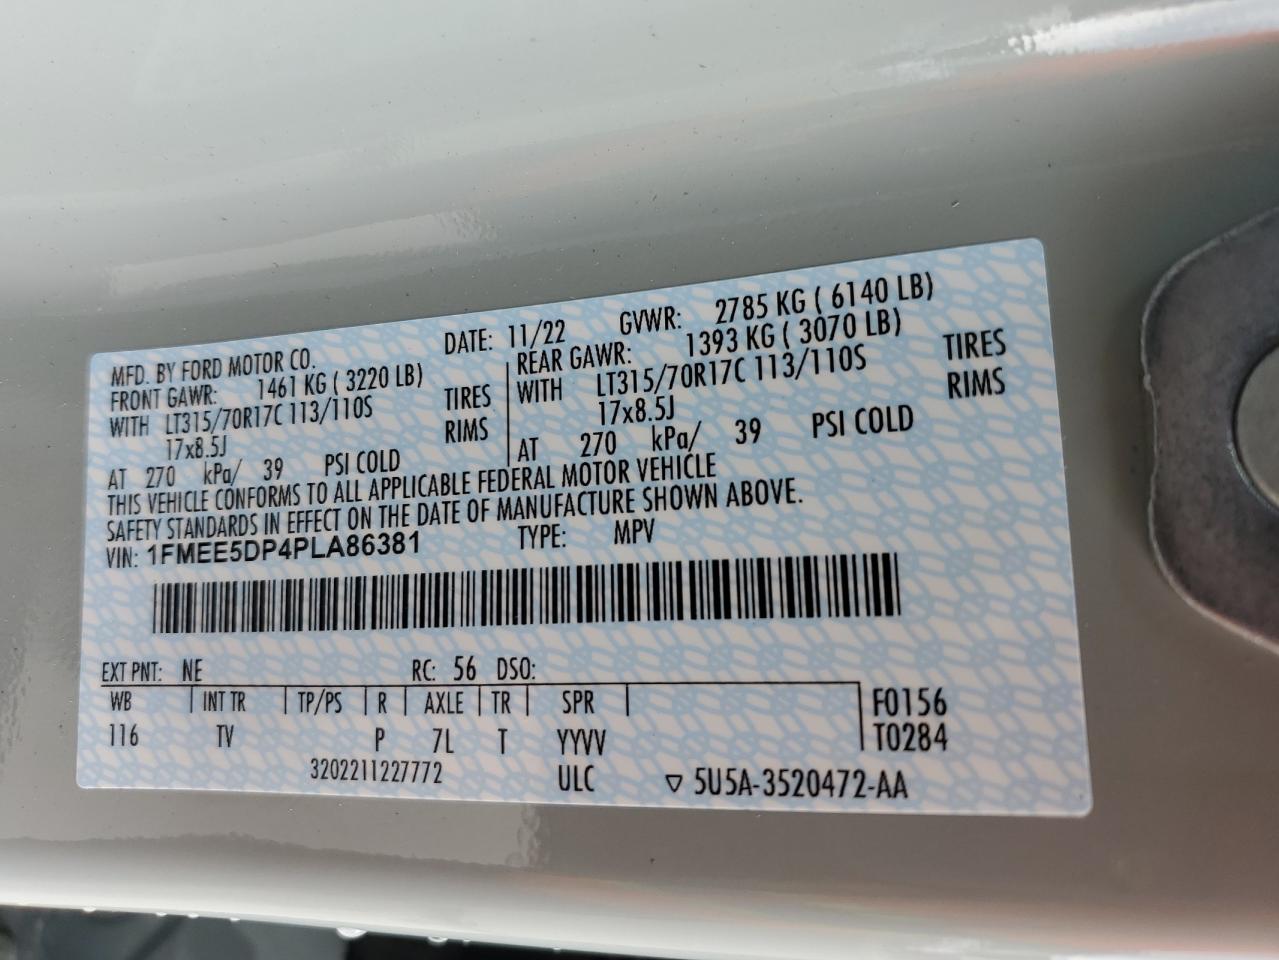 MFD. BY FORD MOTOR CO.
DATE: 11/22 GVWR: 2785 KG ( 6140 LB)
FRONT GAWR: 1461 KG ( 3220 LB)
WITH LT315/70R17C 113/110S TIRES
17x8.5J RIMS
AT 270 kPa/ 39 PSI COLD
REAR GAWR: 1393 KG ( 3070 LB)
WITH LT315/70R17C 113/110S TIRES
17x8.5J RIMS
AT 270 kPa/ 39 PSI COLD
THIS VEHICLE CONFORMS TO ALL APPLICABLE FEDERAL MOTOR VEHICLE
SAFETY STANDARDS IN EFFECT ON THE DATE OF MANUFACTURE SHOWN ABOVE.
VIN: 1FMEE5DP4PLA86381 TYPE: MPV
EXT PNT: NE RC: 56 DSO:
WB INT TR TP/PS R AXLE TR SPR F0156
116 TV P 7L T YYVV T0284
3202211227772 ULC ▽ 5U5A-3520472-AA